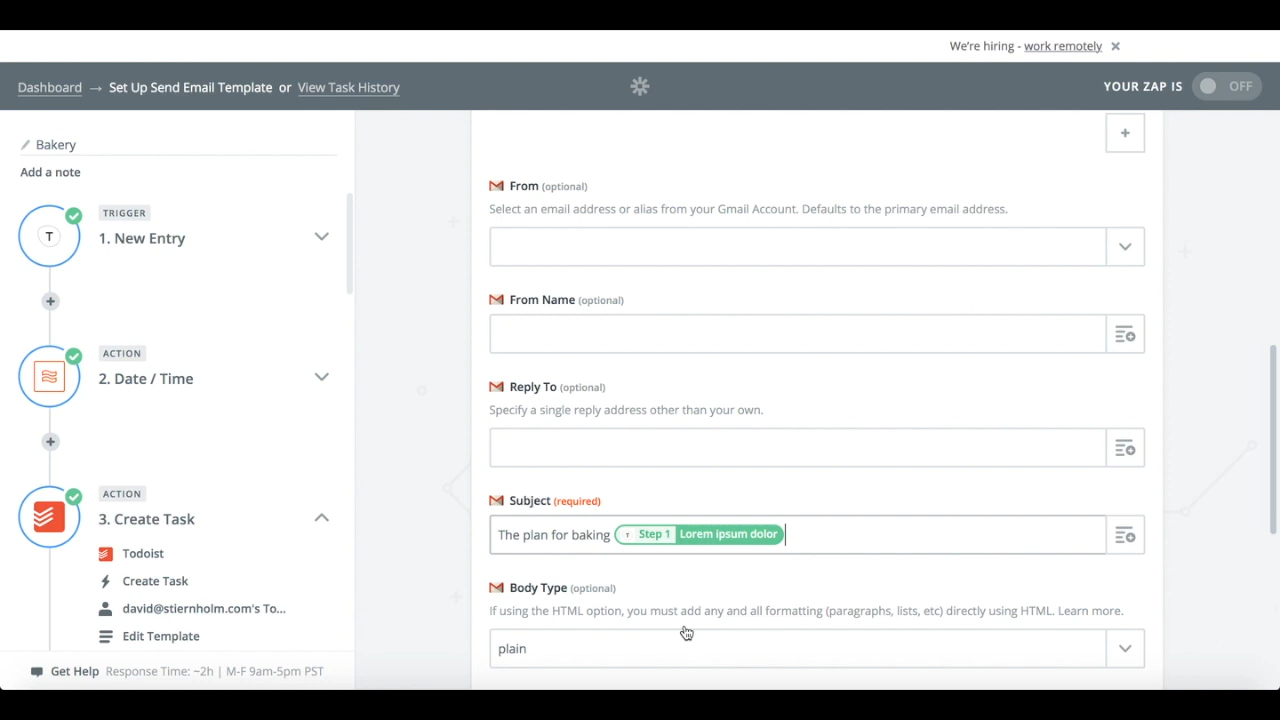 We're hiring - work remotely ×
Dashboard → Set Up Send Email Template or View Task History
YOUR ZAP IS OFF
Bakery
Add a note
TRIGGER
T
1. New Entry
ACTION
2. Date / Time
ACTION
3. Create Task
Todoist
Create Task
david@stiernholm.com's To...
Edit Template
Get Help Response Time: ~2h | M-F 9am-5pm PST
+
From (optional)
Select an email address or alias from your Gmail Account. Defaults to the primary email address.
From Name (optional)
Reply To (optional)
Specify a single reply address other than your own.
Subject (required)
The plan for baking T Step 1 Lorem ipsum dolor
Body Type (optional)
If using the HTML option, you must add any and all formatting (paragraphs, lists, etc) directly using HTML. Learn more.
plain